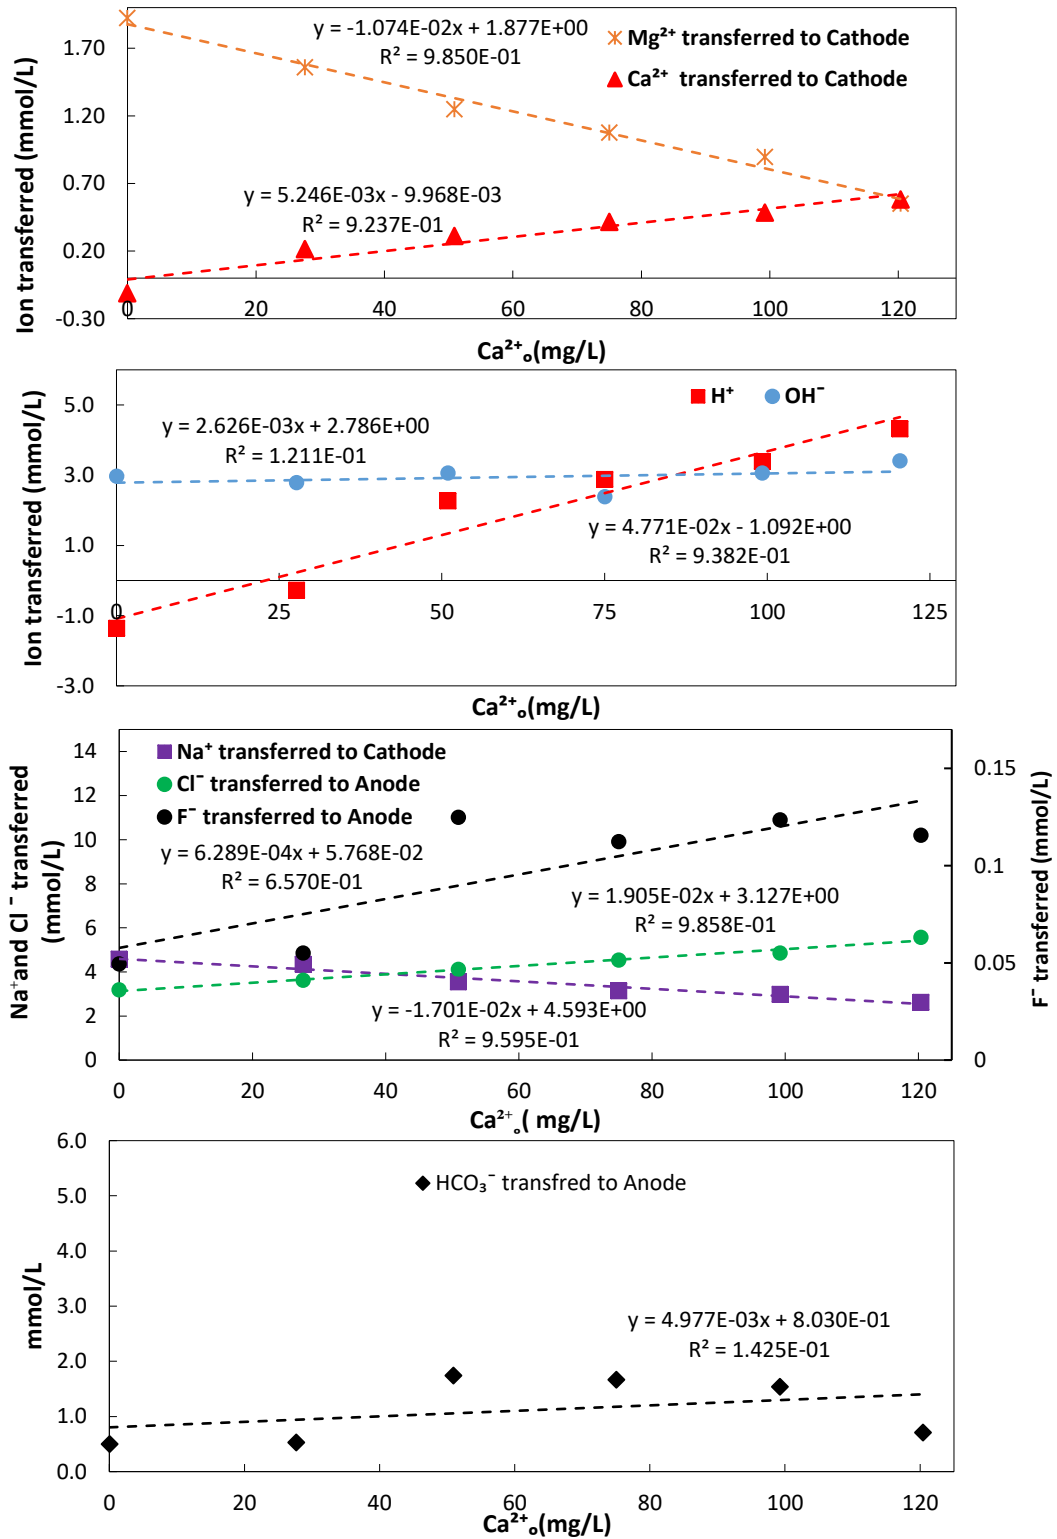 y = -1.074E-02x + 1.877E+00
R² = 9.850E-01
Mg²⁺ transferred to Cathode
Ca²⁺ transferred to Cathode
y = 5.246E-03x - 9.968E-03
R² = 9.237E-01
Ion transferred (mmol/L)
1.70
1.20
0.70
0.20
-0.30
0 20 40 60 80 100 120
Ca²⁺ₒ(mg/L)
H⁺ OH⁻
y = 2.626E-03x + 2.786E+00
R² = 1.211E-01
y = 4.771E-02x - 1.092E+00
R² = 9.382E-01
Ion transferred (mmol/L)
5.0
3.0
1.0
-1.0
-3.0
0 25 50 75 100 125
Ca²⁺ₒ(mg/L)
Na⁺ transferred to Cathode
Cl⁻ transferred to Anode
F⁻ transferred to Anode
y = 6.289E-04x + 5.768E-02
R² = 6.570E-01
y = 1.905E-02x + 3.127E+00
R² = 9.858E-01
y = -1.701E-02x + 4.593E+00
R² = 9.595E-01
Na⁺and Cl⁻ transferred
(mmol/L)
14
12
10
8
6
4
2
0
0.15
0.1
0.05
0
F⁻ transferred (mmol/L)
0 20 40 60 80 100 120
Ca²⁺ₒ( mg/L)
HCO₃⁻ transfred to Anode
y = 4.977E-03x + 8.030E-01
R² = 1.425E-01
mmol/L
6.0
5.0
4.0
3.0
2.0
1.0
0.0
0 20 40 60 80 100 120
Ca²⁺ₒ(mg/L)